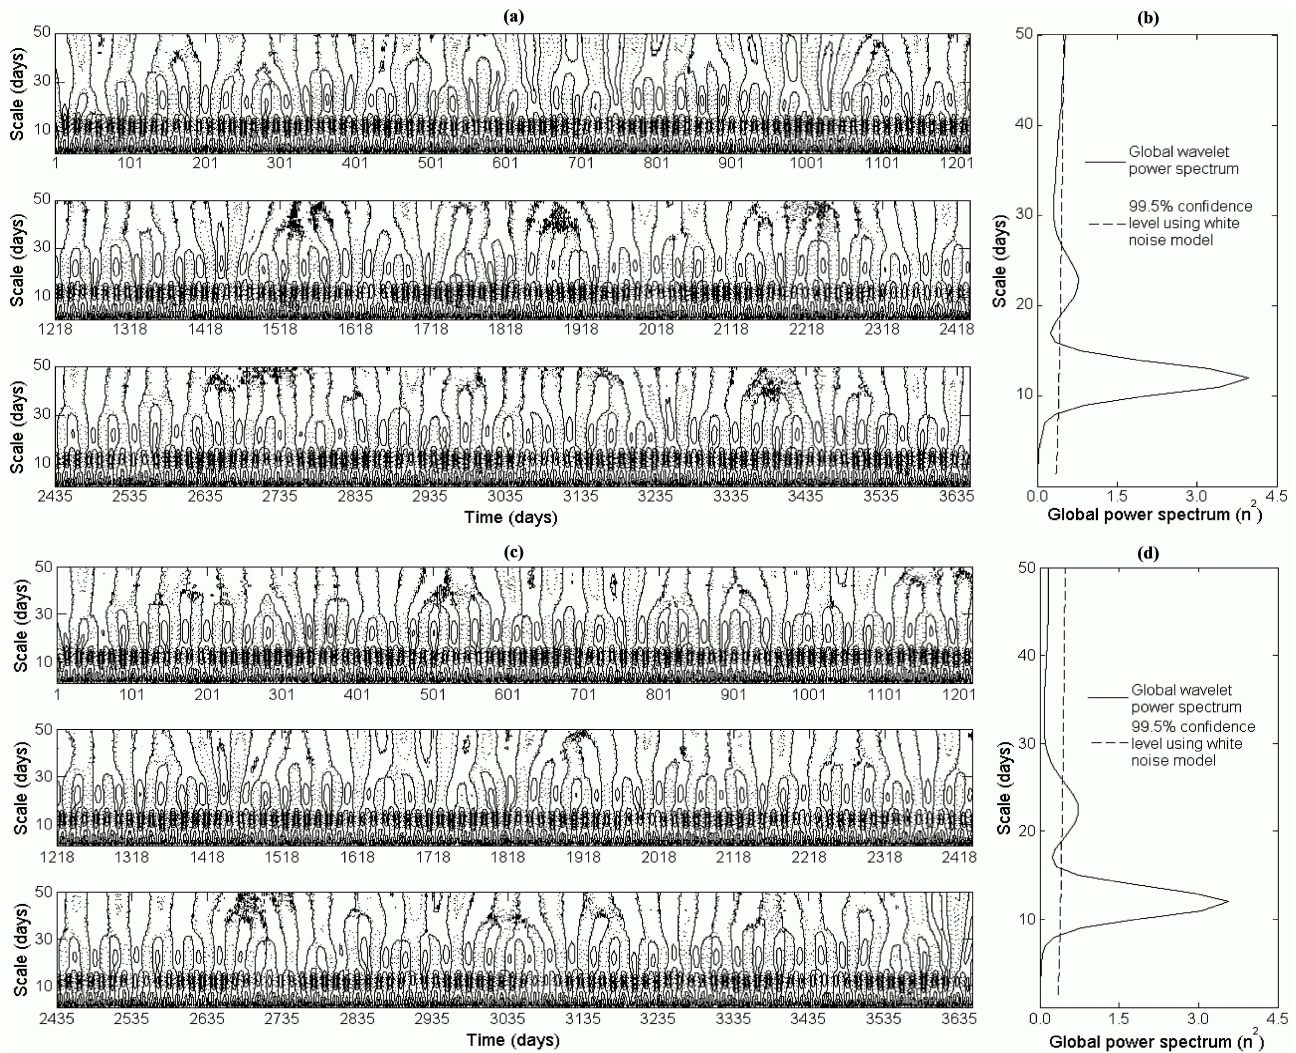 (a)
(b)
50
30
10
Scale (days)
1 101 201 301 401 501 601 701 801 901 1001 1101 1201
50
30
10
Scale (days)
1218 1318 1418 1518 1618 1718 1818 1918 2018 2118 2218 2318 2418
50
30
10
Scale (days)
2435 2535 2635 2735 2835 2935 3035 3135 3235 3335 3435 3535 3635
Time (days)
50
40
30
20
10
Scale (days)
Global wavelet
power spectrum
99.5% confidence
level using white
noise model
0.0 1.5 3.0 4.5
Global power spectrum (n²)
(c)
(d)
50
30
10
Scale (days)
1 101 201 301 401 501 601 701 801 901 1001 1101 1201
50
30
10
Scale (days)
1218 1318 1418 1518 1618 1718 1818 1918 2018 2118 2218 2318 2418
50
30
10
Scale (days)
2435 2535 2635 2735 2835 2935 3035 3135 3235 3335 3435 3535 3635
Time (days)
50
40
30
20
10
Scale (days)
Global wavelet
power spectrum
99.5% confidence
level using white
noise model
0.0 1.5 3.0 4.5
Global power spectrum (n²)